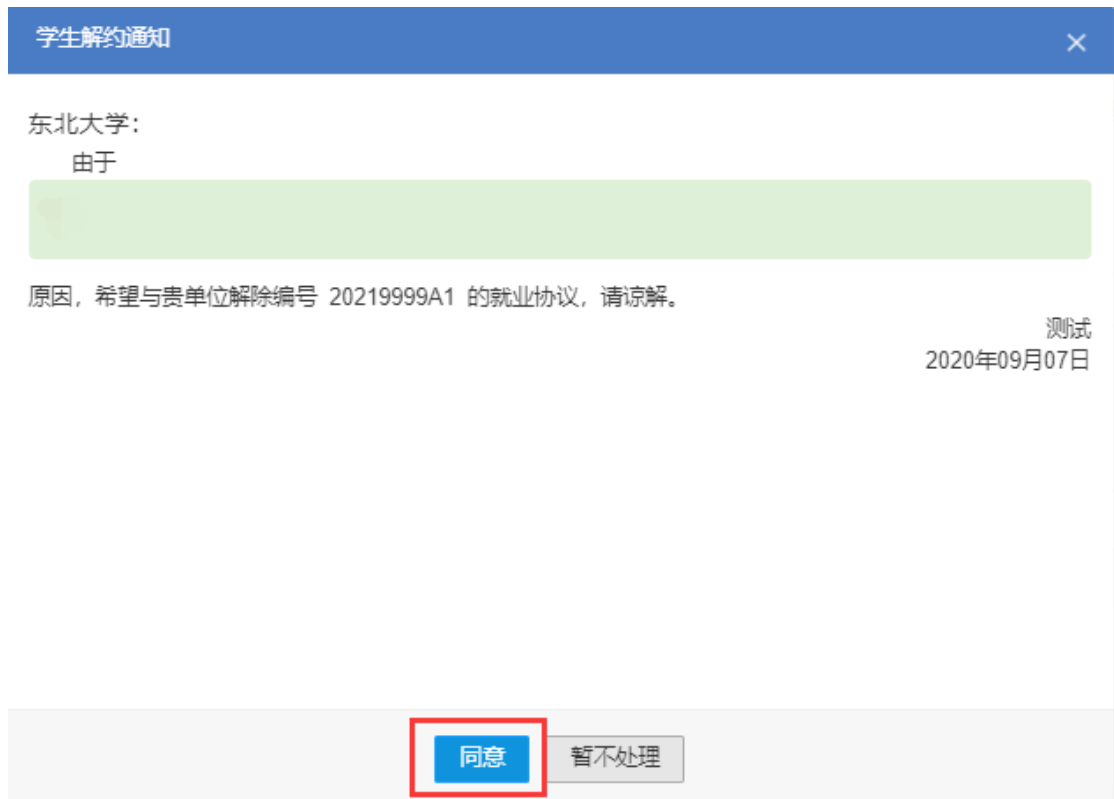 学生解约通知
东北大学：
由于
原因，希望与贵单位解除编号 20219999A1 的就业协议，请谅解。
测试
2020年09月07日
同意 暂不处理